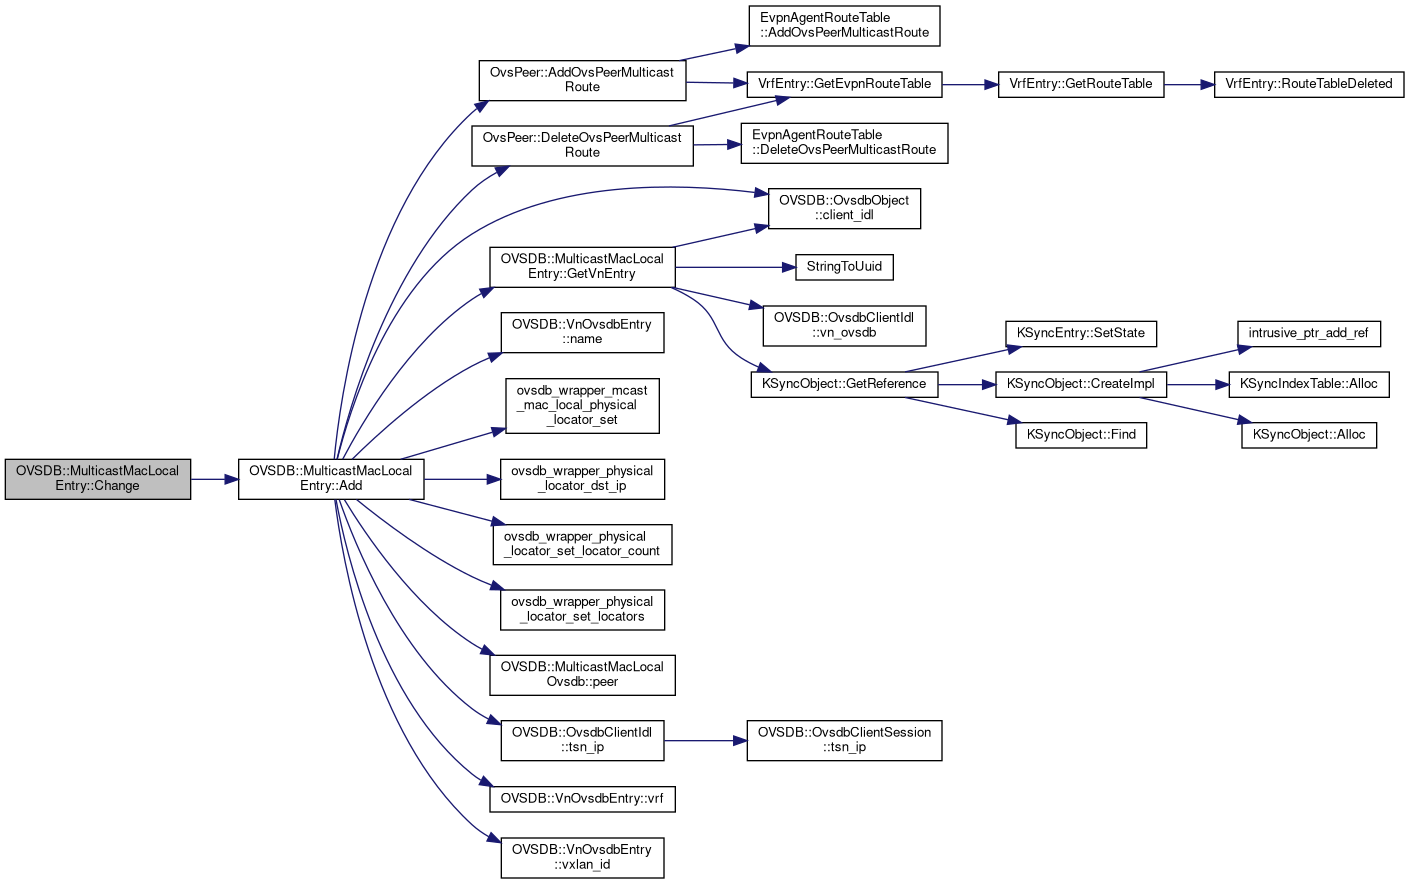 EvpnAgentRouteTable
::AddOvsPeerMulticastRoute
OvsPeer::AddOvsPeerMulticast
Route
VrfEntry::GetEvpnRouteTable
VrfEntry::GetRouteTable
VrfEntry::RouteTableDeleted
OvsPeer::DeleteOvsPeerMulticast
Route
EvpnAgentRouteTable
::DeleteOvsPeerMulticastRoute
OVSDB::OvsdbObject
::client_idl
OVSDB::MulticastMacLocal
Entry::GetVnEntry
StringToUuid
OVSDB::OvsdbClientIdl
::vn_ovsdb
OVSDB::VnOvsdbEntry
::name
KSyncEntry::SetState
intrusive_ptr_add_ref
KSyncObject::GetReference
KSyncObject::CreateImpl
KSyncIndexTable::Alloc
ovsdb_wrapper_mcast
_mac_local_physical
_locator_set
KSyncObject::Find
KSyncObject::Alloc
OVSDB::MulticastMacLocal
Entry::Change
OVSDB::MulticastMacLocal
Entry::Add
ovsdb_wrapper_physical
_locator_dst_ip
ovsdb_wrapper_physical
_locator_set_locator_count
ovsdb_wrapper_physical
_locator_set_locators
OVSDB::MulticastMacLocal
Ovsdb::peer
OVSDB::OvsdbClientIdl
::tsn_ip
OVSDB::OvsdbClientSession
::tsn_ip
OVSDB::VnOvsdbEntry::vrf
OVSDB::VnOvsdbEntry
::vxlan_id